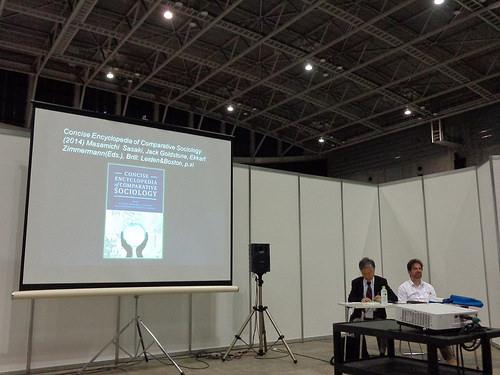 Concise Encyclopedia of Comparative Sociology
(2014) Masamichi Sasaki, Jack Goldstone, Ekkart
Zimmermann(Eds.), Brill: Leiden&Boston, p.xi
CONCISE
ENCYCLOPEDIA
of COMPARATIVE
SOCIOLOGY